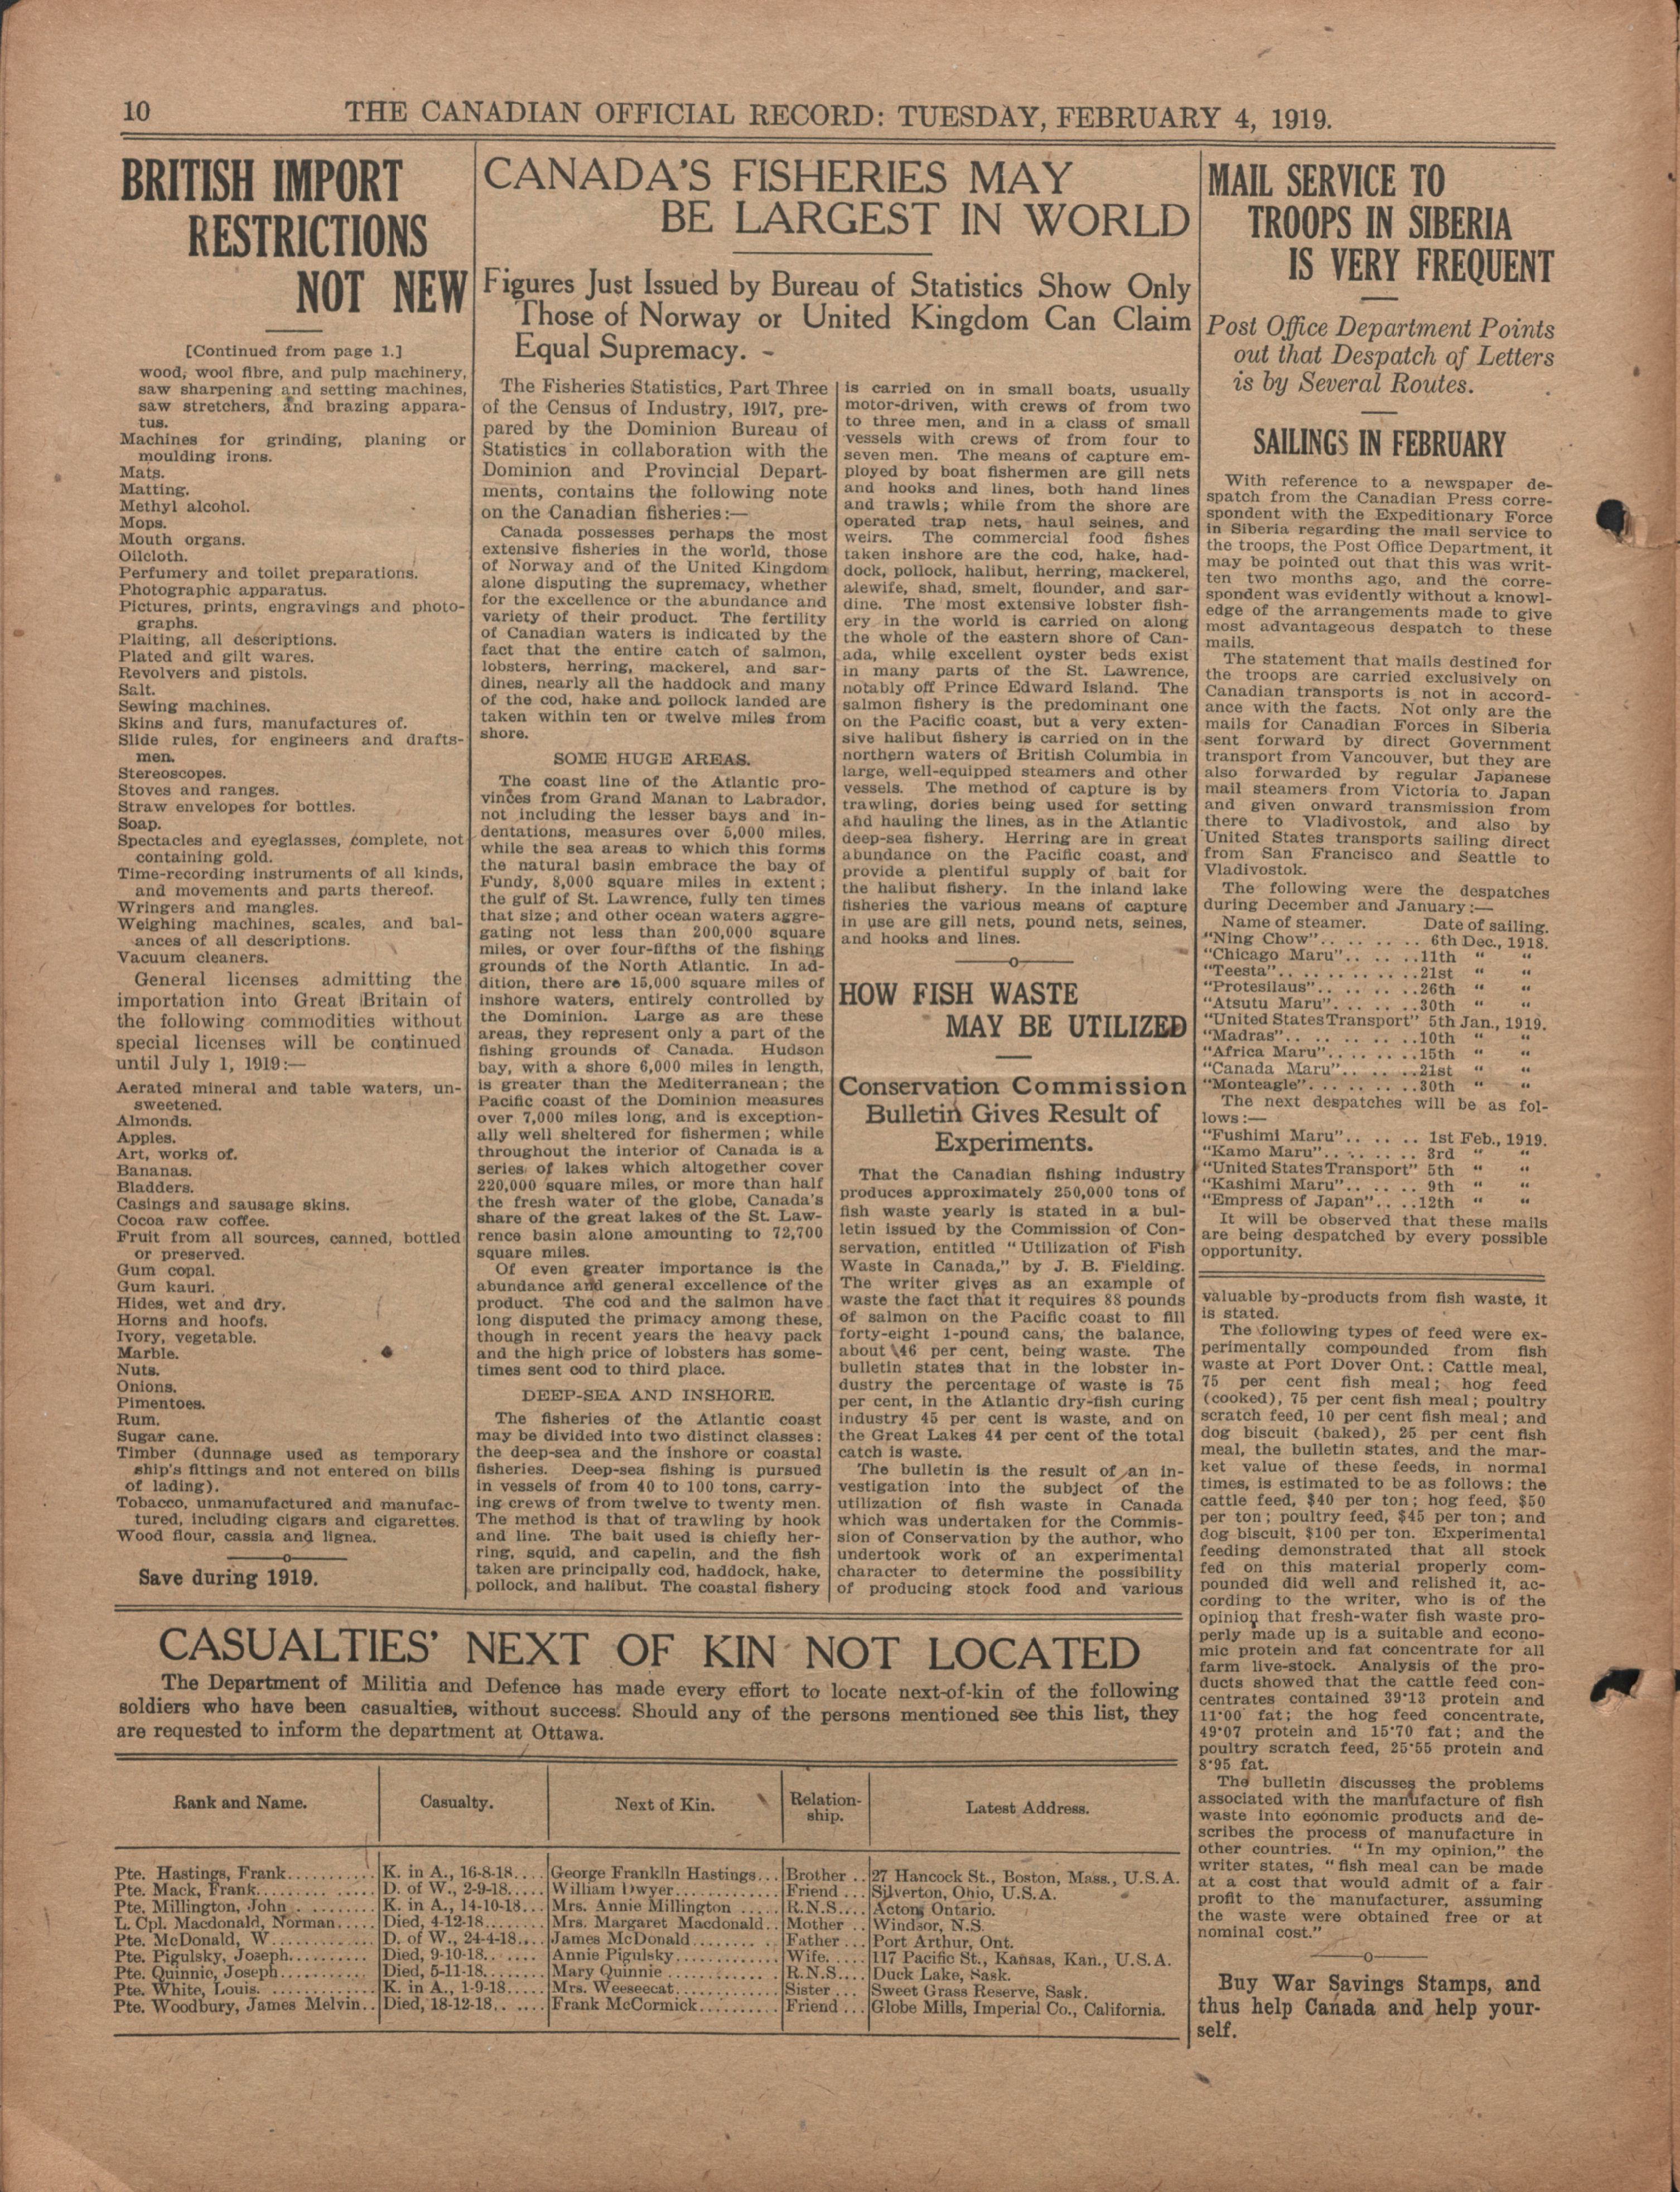 10
THE CANADIAN OFFICIAL RECORD: TUESDAY, FEBRUARY 4, 1919.
BRITISH IMPORT
RESTRICTIONS
NOT NEW
[Continued from page 1.]
wood, wool fibre, and pulp machinery,
saw sharpening and setting machines,
saw stretchers, and brazing appara-
tus.
Machines for grinding, planing or
moulding irons.
Mats.
Matting.
Methyl alcohol.
Mops.
Mouth organs.
Oilcloth.
Perfumery and toilet preparations.
Photographic apparatus.
Pictures, prints, engravings and photo-
graphs.
Plaiting, all descriptions.
Plated and gilt wares.
Revolvers and pistols.
Salt.
Sewing machines.
Skins and furs, manufactures of.
Slide rules, for engineers and drafts-
men.
Stereoscopes.
Stoves and ranges.
Straw envelopes for bottles.
Soap.
Spectacles and eyeglasses, complete, not
containing gold.
Time-recording instruments of all kinds,
and movements and parts thereof.
Wringers and mangles.
Weighing machines, scales, and bal-
ances of all descriptions.
Vacuum cleaners.
General licenses admitting the
importation into Great Britain of
the following commodities without
special licenses will be continued
until July 1, 1919:—
Aerated mineral and table waters, un-
sweetened.
Almonds.
Apples.
Art, works of.
Bananas.
Bladders.
Casings and sausage skins.
Cocoa raw coffee.
Fruit from all sources, canned, bottled
or preserved.
Gum copal.
Gum kauri.
Hides, wet and dry.
Horns and hoofs.
Ivory, vegetable.
Marble.
Nuts.
Onions.
Pimentoes.
Rum.
Sugar cane.
Timber (dunnage used as temporary
ship's fittings and not entered on bills
of lading).
Tobacco, unmanufactured and manufac-
tured, including cigars and cigarettes.
Wood flour, cassia and lignea.
Save during 1919.
CANADA'S FISHERIES MAY
BE LARGEST IN WORLD
Figures Just Issued by Bureau of Statistics Show Only
Those of Norway or United Kingdom Can Claim
Equal Supremacy.
The Fisheries Statistics, Part Three
of the Census of Industry, 1917, pre-
pared by the Dominion Bureau of
Statistics in collaboration with the
Dominion and Provincial Depart-
ments, contains the following note
on the Canadian fisheries:—
Canada possesses perhaps the most
extensive fisheries in the world, those
of Norway and of the United Kingdom
alone disputing the supremacy, whether
for the excellence or the abundance and
variety of their product. The fertility
of Canadian waters is indicated by the
fact that the entire catch of salmon,
lobsters, herring, mackerel, and sar-
dines, nearly all the haddock and many
of the cod, hake and pollock landed are
taken within ten or twelve miles from
shore.
SOME HUGE AREAS.
The coast line of the Atlantic pro-
vinces from Grand Manan to Labrador,
not including the lesser bays and in-
dentations, measures over 5,000 miles,
while the sea areas to which this forms
the natural basin embrace the bay of
Fundy, 8,000 square miles in extent;
the gulf of St. Lawrence, fully ten times
that size; and other ocean waters aggre-
gating not less than 200,000 square
miles, or over four-fifths of the fishing
grounds of the North Atlantic. In ad-
dition, there are 15,000 square miles of
inshore waters, entirely controlled by
the Dominion. Large as are these
areas, they represent only a part of the
fishing grounds of Canada. Hudson
bay, with a shore 6,000 miles in length,
is greater than the Mediterranean; the
Pacific coast of the Dominion measures
over 7,000 miles long, and is exception-
ally well sheltered for fishermen; while
throughout the interior of Canada is a
series of lakes which altogether cover
220,000 square miles, or more than half
the fresh water of the globe, Canada's
share of the great lakes of the St. Law-
rence basin alone amounting to 72,700
square miles.
Of even greater importance is the
abundance and general excellence of the
product. The cod and the salmon have
long disputed the primacy among these,
though in recent years the heavy pack
and the high price of lobsters has some-
times sent cod to third place.
DEEP-SEA AND INSHORE.
The fisheries of the Atlantic coast
may be divided into two distinct classes:
the deep-sea and the inshore or coastal
fisheries. Deep-sea fishing is pursued
in vessels of from 40 to 100 tons, carry-
ing crews of from twelve to twenty men.
The method is that of trawling by hook
and line. The bait used is chiefly her-
ring, squid, and capelin, and the fish
taken are principally cod, haddock, hake,
pollock, and halibut. The coastal fishery
is carried on in small boats, usually
motor-driven, with crews of from two
to three men, and in a class of small
vessels with crews of from four to
seven men. The means of capture em-
ployed by boat fishermen are gill nets
and hooks and lines, both hand lines
and trawls; while from the shore are
operated trap nets, haul seines, and
weirs. The commercial food fishes
taken inshore are the cod, hake, had-
dock, pollock, halibut, herring, mackerel,
alewife, shad, smelt, flounder, and sar-
dine. The most extensive lobster fish-
ery in the world is carried on along
the whole of the eastern shore of Can-
ada, while excellent oyster beds exist
in many parts of the St. Lawrence,
notably off Prince Edward Island. The
salmon fishery is the predominant one
on the Pacific coast, but a very exten-
sive halibut fishery is carried on in the
northern waters of British Columbia in
large, well-equipped steamers and other
vessels. The method of capture is by
trawling, dories being used for setting
and hauling the lines, as in the Atlantic
deep-sea fishery. Herring are in great
abundance on the Pacific coast, and
provide a plentiful supply of bait for
the halibut fishery. In the inland lake
fisheries the various means of capture
in use are gill nets, pound nets, seines,
and hooks and lines.
HOW FISH WASTE
MAY BE UTILIZED
Conservation Commission
Bulletin Gives Result of
Experiments.
That the Canadian fishing industry
produces approximately 250,000 tons of
fish waste yearly is stated in a bul-
letin issued by the Commission of Con-
servation, entitled "Utilization of Fish
Waste in Canada," by J. B. Fielding.
The writer gives as an example of
waste the fact that it requires 88 pounds
of salmon on the Pacific coast to fill
forty-eight 1-pound cans, the balance,
about 46 per cent, being waste. The
bulletin states that in the lobster in-
dustry the percentage of waste is 75
per cent, in the Atlantic dry-fish curing
industry 45 per cent is waste, and on
the Great Lakes 44 per cent of the total
catch is waste.
The bulletin is the result of an in-
vestigation into the subject of the
utilization of fish waste in Canada
which was undertaken for the Commis-
sion of Conservation by the author, who
undertook work of an experimental
character to determine the possibility
of producing stock food and various
MAIL SERVICE TO
TROOPS IN SIBERIA
IS VERY FREQUENT
Post Office Department Points
out that Despatch of Letters
is by Several Routes.
SAILINGS IN FEBRUARY
With reference to a newspaper de-
spatch from the Canadian Press corre-
spondent with the Expeditionary Force
in Siberia regarding the mail service to
the troops, the Post Office Department, it
may be pointed out that this was writ-
ten two months ago, and the corre-
spondent was evidently without a knowl-
edge of the arrangements made to give
most advantageous despatch to these
mails.
The statement that mails destined for
the troops are carried exclusively on
Canadian transports is not in accord-
ance with the facts. Not only are the
mails for Canadian Forces in Siberia
sent forward by direct Government
transport from Vancouver, but they are
also forwarded by regular Japanese
mail steamers from Victoria to Japan
and given onward transmission from
there to Vladivostok, and also by
United States transports sailing direct
from San Francisco and Seattle to
Vladivostok.
The following were the despatches
during December and January:—
Name of steamer. Date of sailing.
"Ning Chow".. .. .. .. 6th Dec., 1918.
"Chicago Maru".. .. .. ..11th " "
"Teesta".. .. .. .. .. ..21st " "
"Protesilaus".. .. .. .. ..26th " "
"Atsutu Maru".. .. .. ..30th " "
"United States Transport" 5th Jan., 1919.
"Madras".. .. .. .. .. ..10th " "
"Africa Maru".. .. .. ..15th " "
"Canada Maru".. .. .. ..21st " "
"Monteagle".. .. .. .. ..30th " "
The next despatches will be as fol-
lows:—
"Fushimi Maru".. .. .. .. 1st Feb., 1919.
"Kamo Maru".. .. .. .. 3rd " "
"United States Transport" 5th " "
"Kashimi Maru".. .. .. 9th " "
"Empress of Japan".. .. ..12th " "
It will be observed that these mails
are being despatched by every possible
opportunity.
valuable by-products from fish waste, it
is stated.
The following types of feed were ex-
perimentally compounded from fish
waste at Port Dover Ont.: Cattle meal,
75 per cent fish meal; hog feed
(cooked), 75 per cent fish meal; poultry
scratch feed, 10 per cent fish meal; and
dog biscuit (baked), 25 per cent fish
meal, the bulletin states, and the mar-
ket value of these feeds, in normal
times, is estimated to be as follows: the
cattle feed, $40 per ton; hog feed, $50
per ton; poultry feed, $45 per ton; and
dog biscuit, $100 per ton. Experimental
feeding demonstrated that all stock
fed on this material properly com-
pounded did well and relished it, ac-
cording to the writer, who is of the
opinion that fresh-water fish waste pro-
perly made up is a suitable and econo-
mic protein and fat concentrate for all
farm live-stock. Analysis of the pro-
ducts showed that the cattle feed con-
centrates contained 39·13 protein and
11·00 fat; the hog feed concentrate,
49·07 protein and 15·70 fat; and the
poultry scratch feed, 25·55 protein and
8·95 fat.
The bulletin discusses the problems
associated with the manufacture of fish
waste into economic products and de-
scribes the process of manufacture in
other countries. "In my opinion," the
writer states, "fish meal can be made
at a cost that would admit of a fair
profit to the manufacturer, assuming
the waste were obtained free or at
nominal cost."
Buy War Savings Stamps, and
thus help Canada and help your-
self.
CASUALTIES' NEXT OF KIN NOT LOCATED
The Department of Militia and Defence has made every effort to locate next-of-kin of the following
soldiers who have been casualties, without success. Should any of the persons mentioned see this list, they
are requested to inform the department at Ottawa.
Rank and Name. Casualty. Next of Kin. Relation-
ship. Latest Address.
Pte. Hastings, Frank.......... K. in A., 16-8-18.... George Franklln Hastings... Brother .. 27 Hancock St., Boston, Mass., U.S.A.
Pte. Mack, Frank.............. D. of W., 2-9-18..... William Dwyer............ Friend ... Silverton, Ohio, U.S.A.
Pte. Millington, John ......... K. in A., 14-10-18... Mrs. Annie Millington ..... R.N.S.... Acton, Ontario.
L. Cpl. Macdonald, Norman..... Died, 4-12-18........ Mrs. Margaret Macdonald.. Mother .. Windsor, N.S.
Pte. McDonald, W............. D. of W., 24-4-18.... James McDonald.......... Father ... Port Arthur, Ont.
Pte. Pigulsky, Joseph.......... Died, 9-10-18........ Annie Pigulsky............ Wife..... 117 Pacific St., Kansas, Kan., U.S.A.
Pte. Quinnie, Joseph........... Died, 5-11-18........ Mary Quinnie ............ R.N.S.... Duck Lake, Sask.
Pte. White, Louis. ............ K. in A., 1-9-18..... Mrs. Weeseecat............ Sister .... Sweet Grass Reserve, Sask.
Pte. Woodbury, James Melvin.. Died, 18-12-18....... Frank McCormick.......... Friend ... Globe Mills, Imperial Co., California.